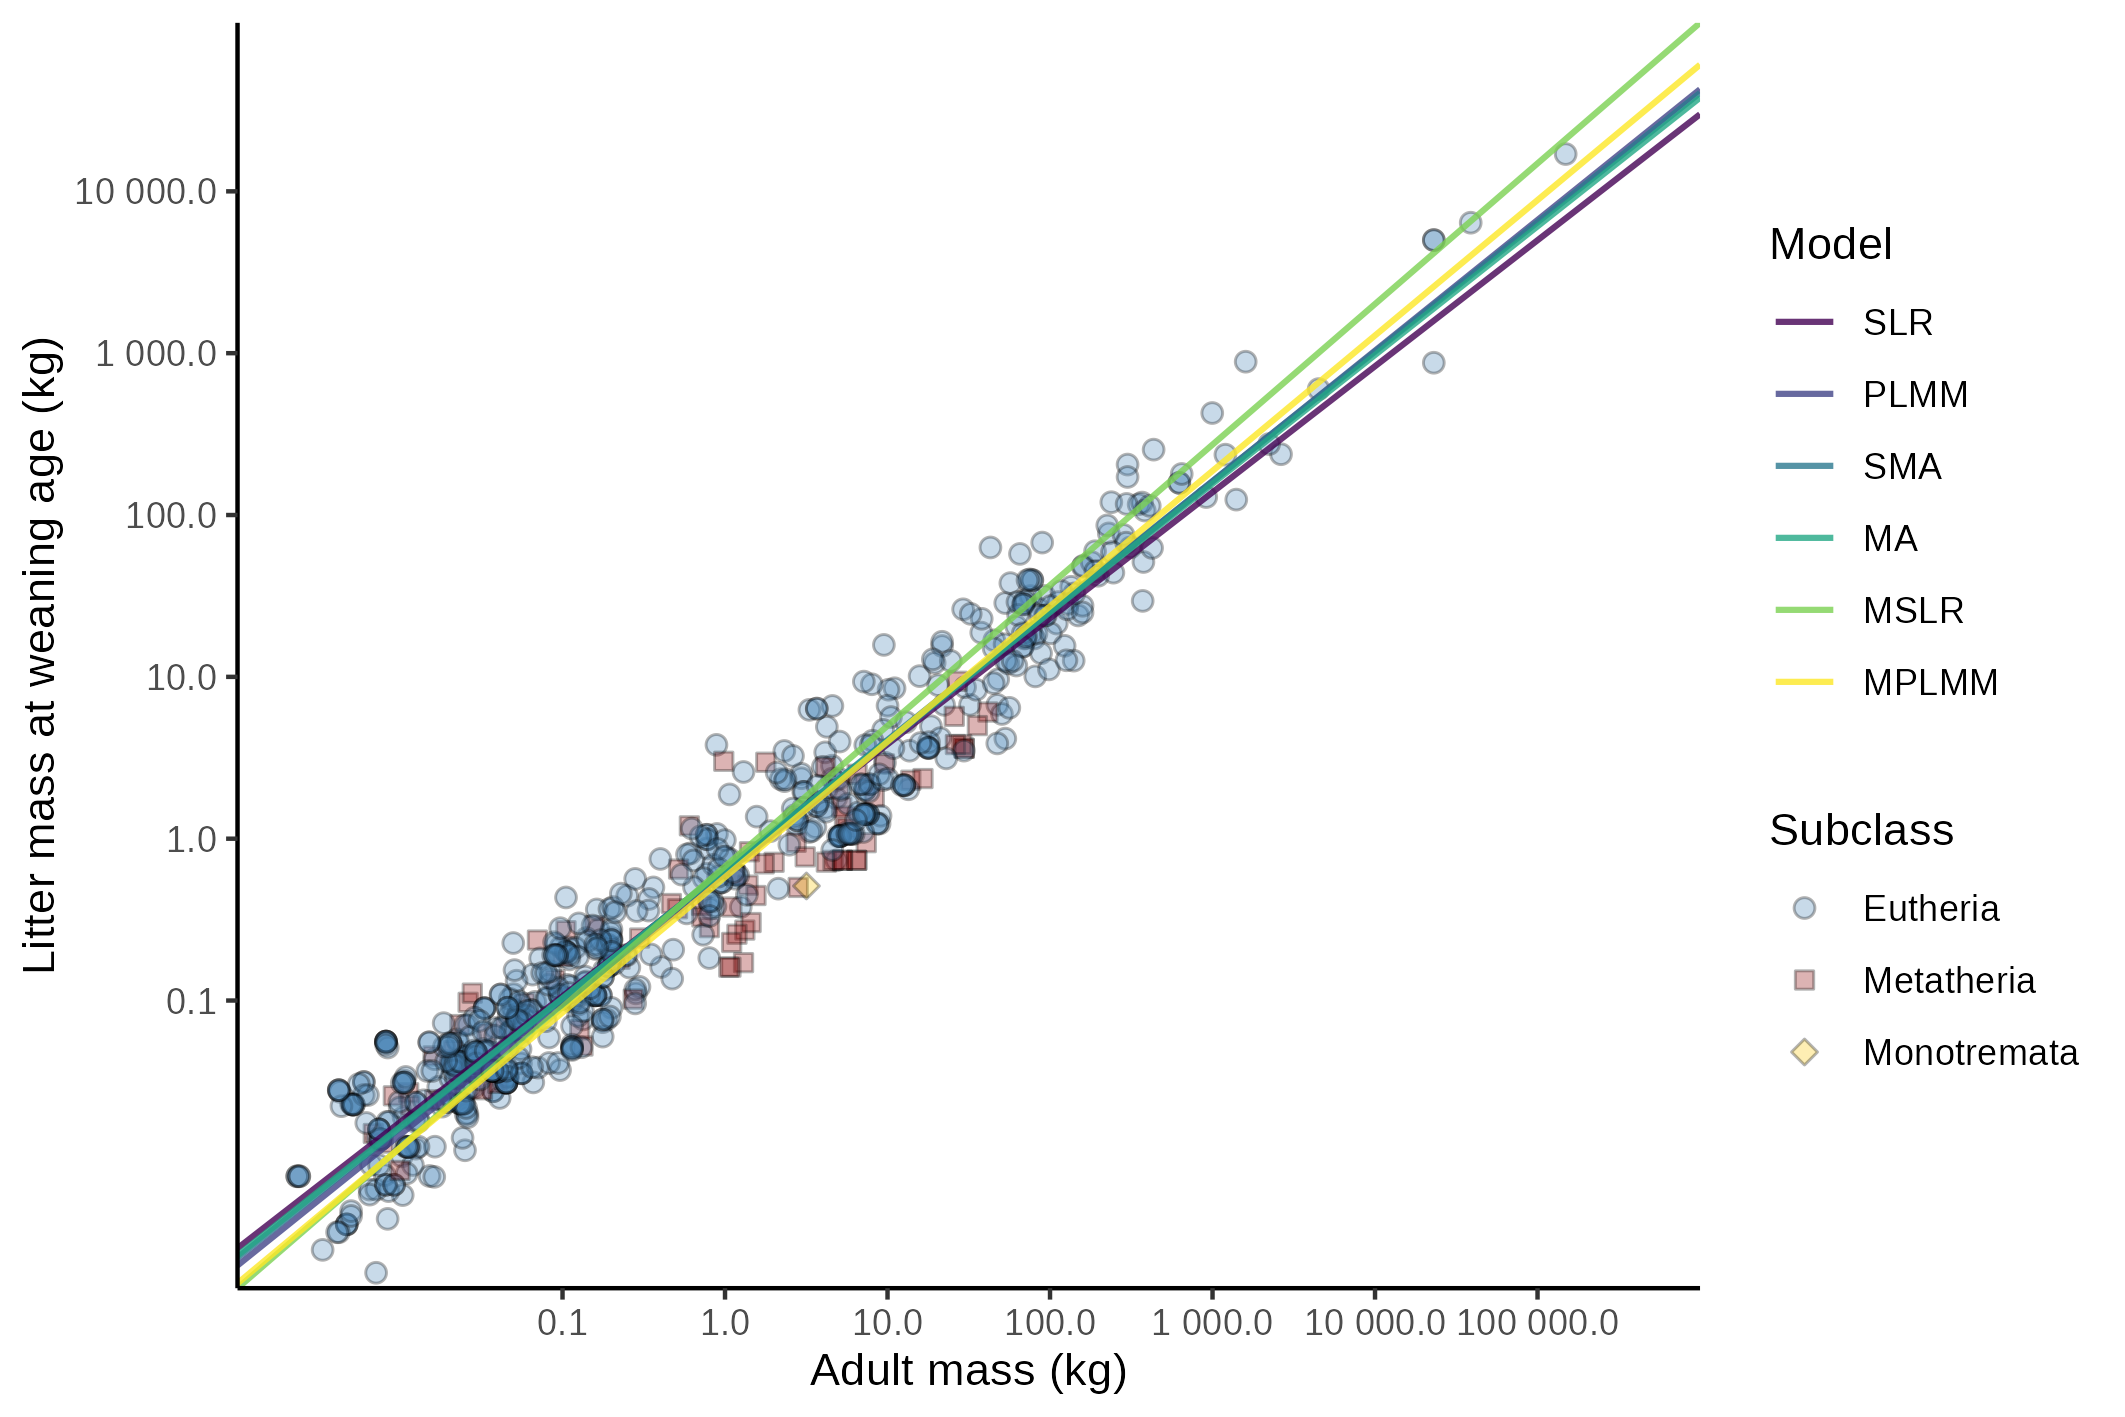 Litter mass at weaning age (kg)
10 000.0
1 000.0
100.0
10.0
1.0
0.1
0.1 1.0 10.0 100.0 1 000.0 10 000.0 100 000.0
Adult mass (kg)
Model
SLR
PLMM
SMA
MA
MSLR
MPLMM
Subclass
Eutheria
Metatheria
Monotremata